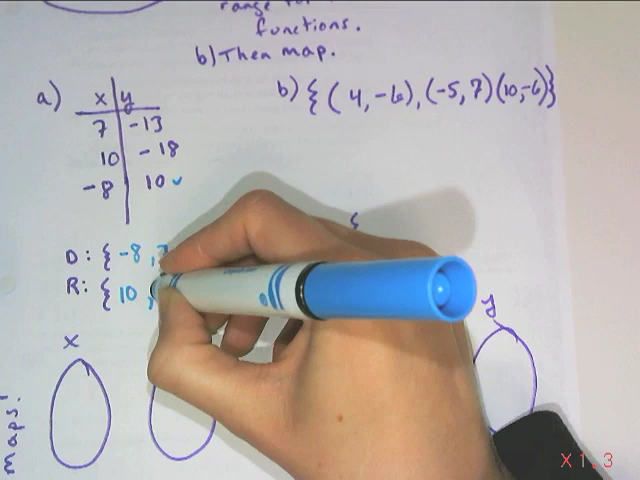 range for
functions.
b) Then map.
a)
x y
7 -13
10 -18
-8 10 ✓
b) { ( 4, -6), (-5, 7) (10, -6)}
D: { -8, 7
R: { 10,
x
y
maps!
X1.3